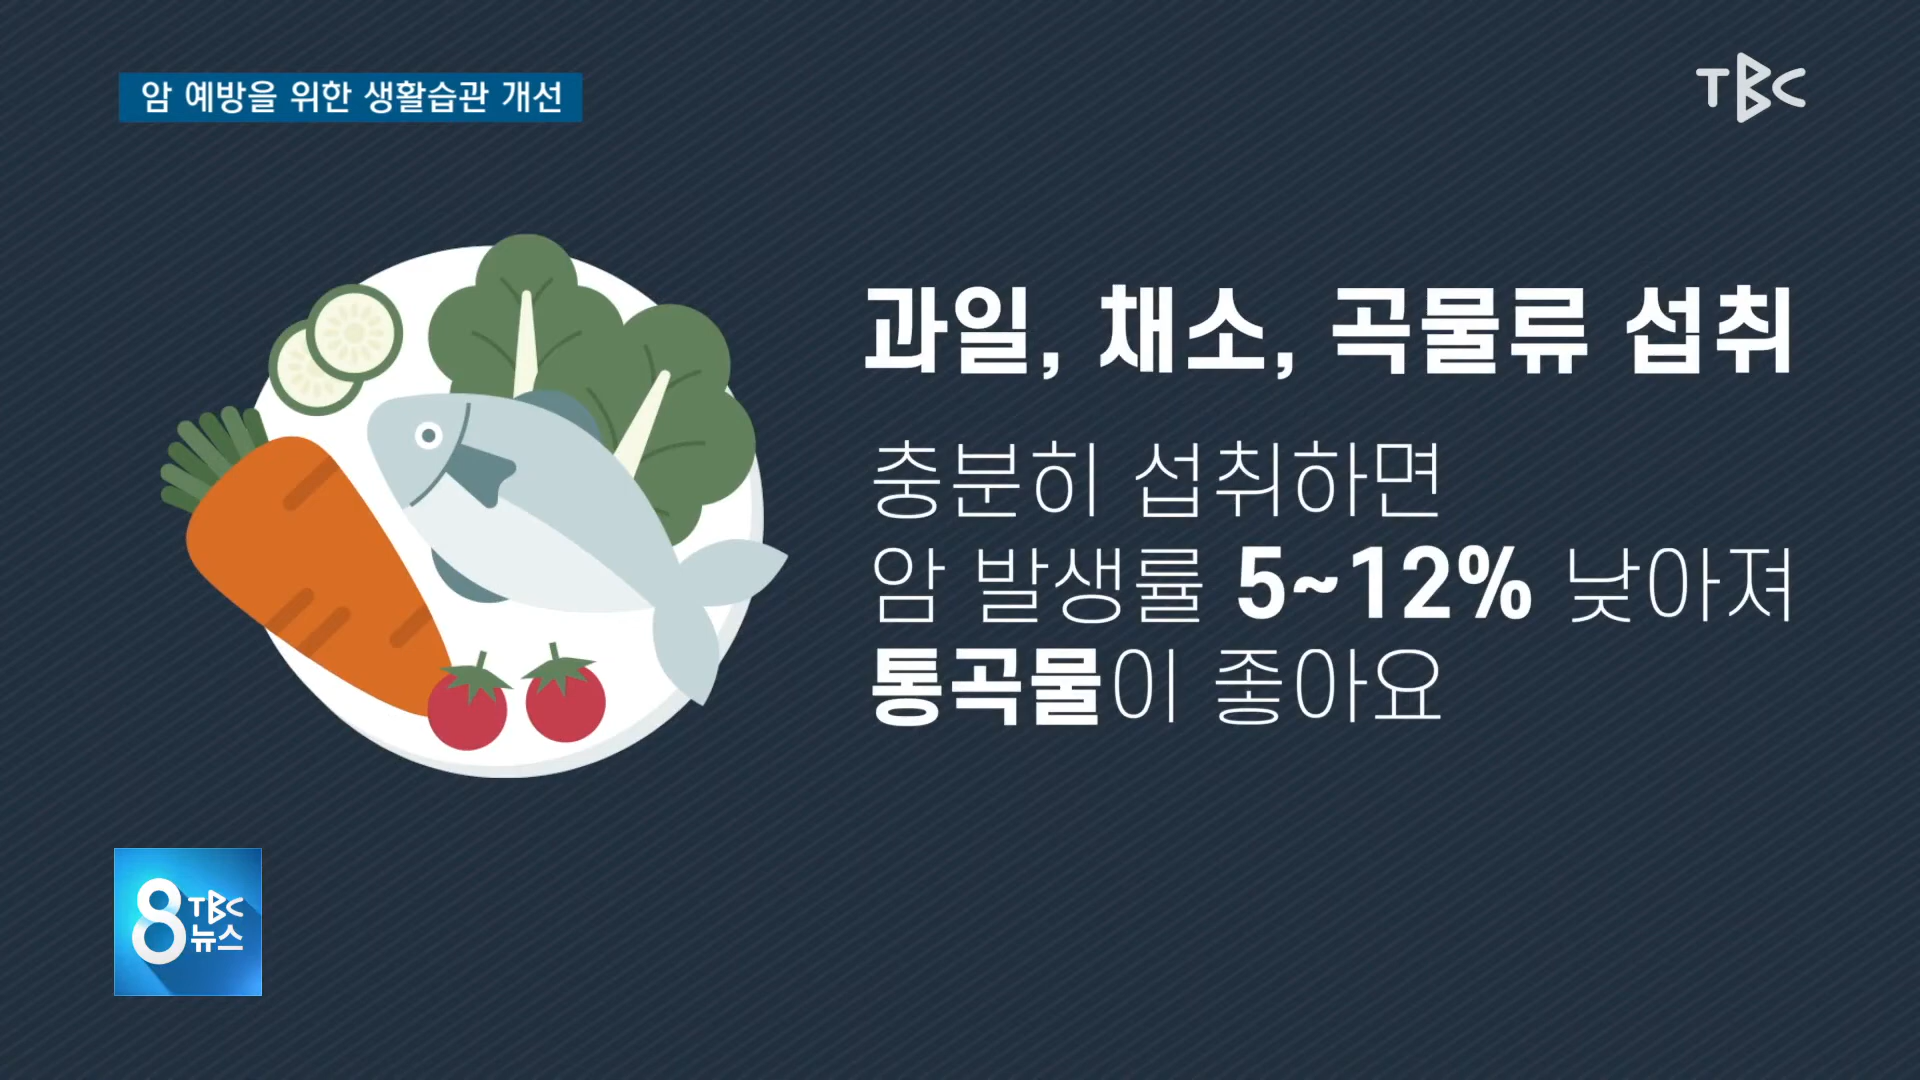 암 예방을 위한 생활습관 개선
TBC
과일, 채소, 곡물류 섭취
충분히 섭취하면
암 발생률 5~12% 낮아져
통곡물이 좋아요
8 TBC
뉴스